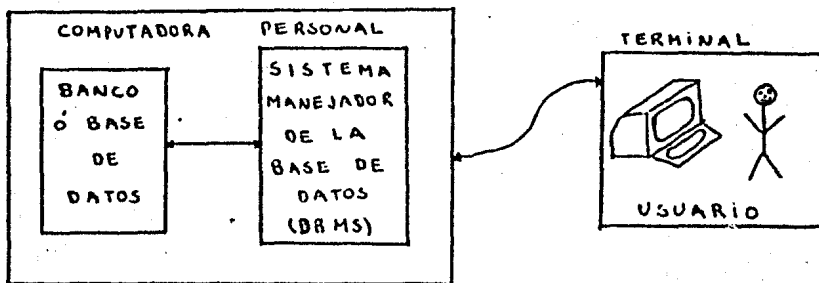 COMPUTADORA PERSONAL
BANCO
Ó BASE
DE
DATOS
SISTEMA
MANEJADOR
DE LA
BASE DE
DATOS
(DBMS)
TERMINAL
USUARIO